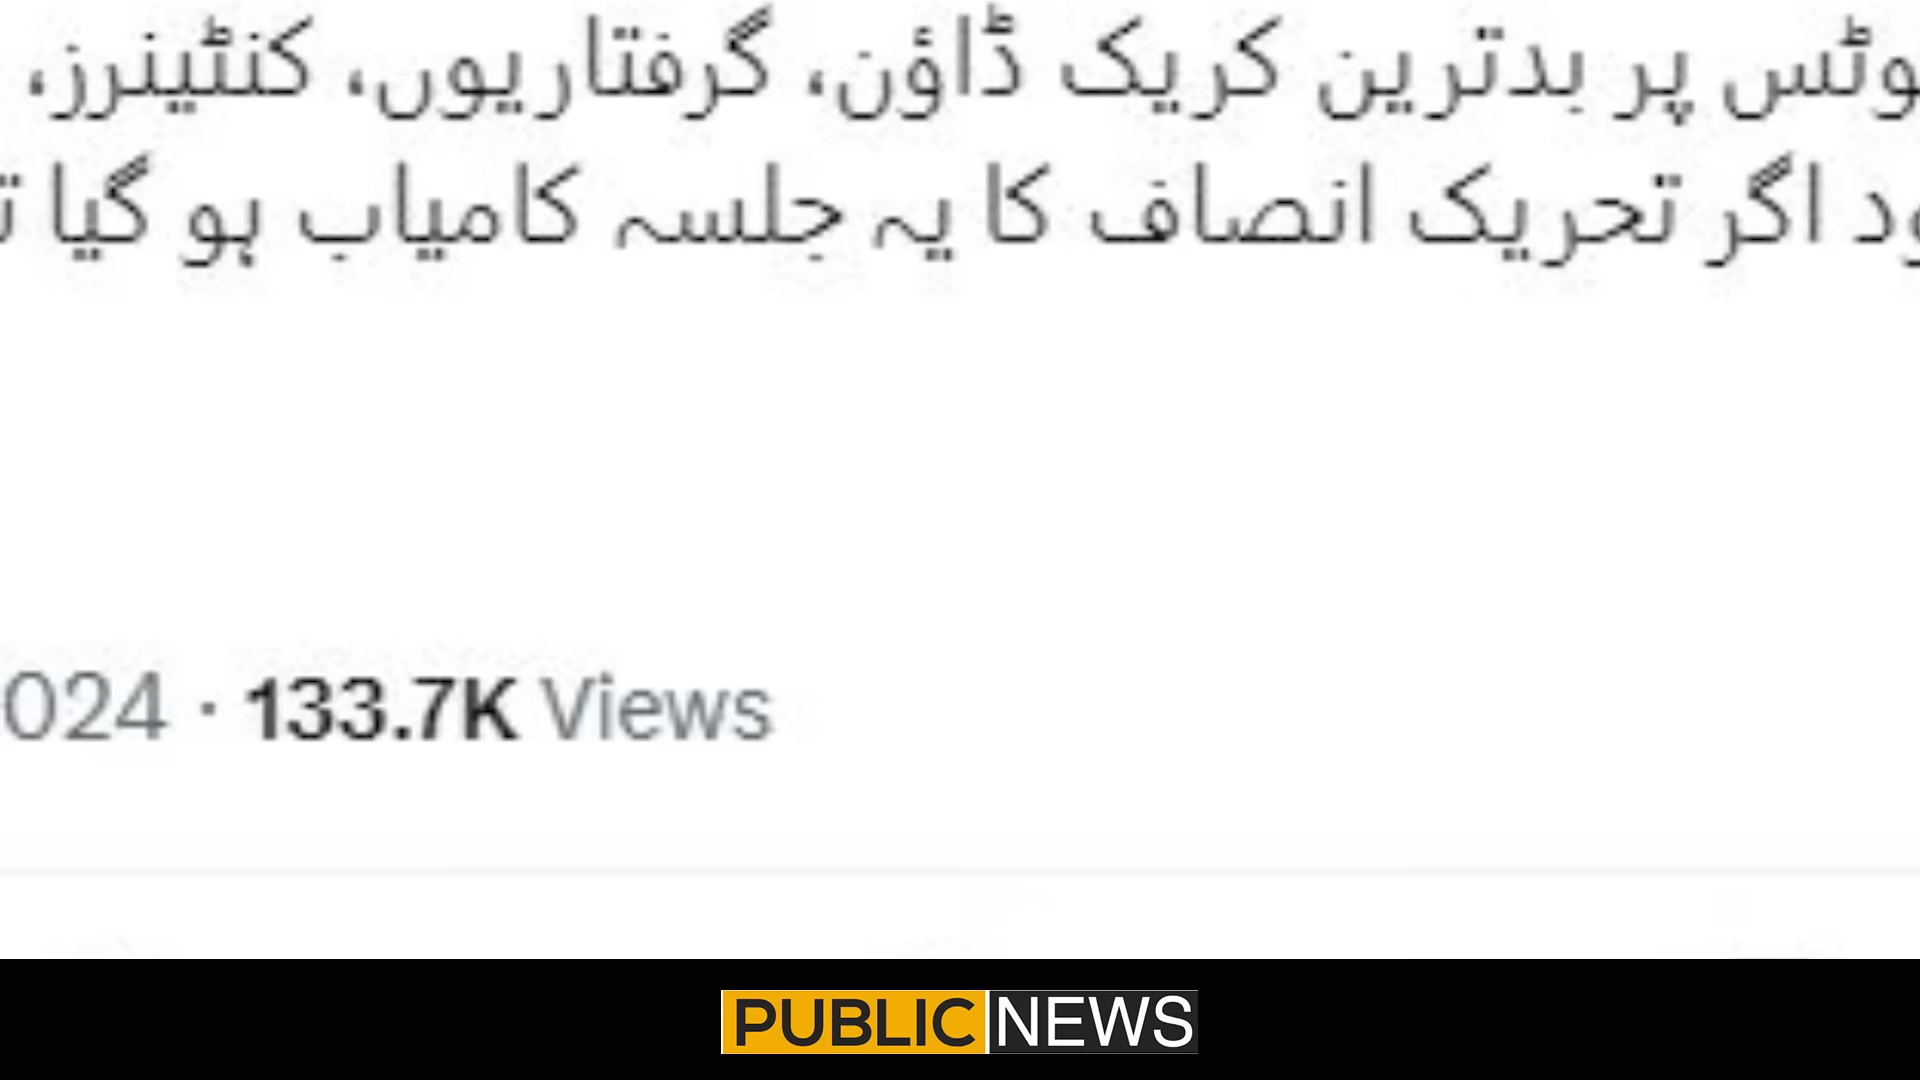 پر بدترین کریک ڈاؤن، گرفتاریوں، کنٹینرز،
اگر تحریک انصاف کا یہ جلسہ کامیاب ہو گیا
024 · 133.7K Views
PUBLIC NEWS